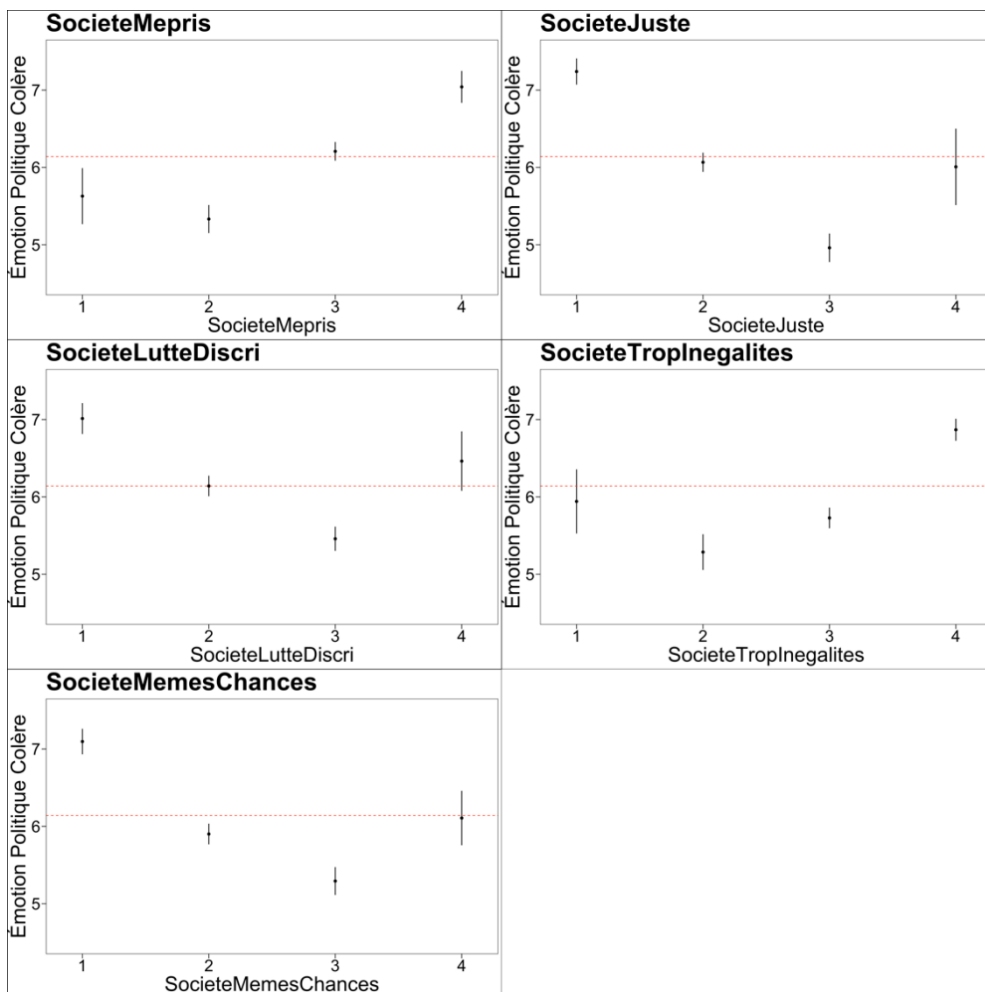 SocieteMepris
Émotion Politique Colère
7
6
5
1 2 3 4
SocieteMepris
SocieteJuste
Émotion Politique Colère
7
6
5
1 2 3 4
SocieteJuste
SocieteLutteDiscri
Émotion Politique Colère
7
6
5
1 2 3 4
SocieteLutteDiscri
SocieteTropInegalites
Émotion Politique Colère
7
6
5
1 2 3 4
SocieteTropInegalites
SocieteMemesChances
Émotion Politique Colère
7
6
5
1 2 3 4
SocieteMemesChances